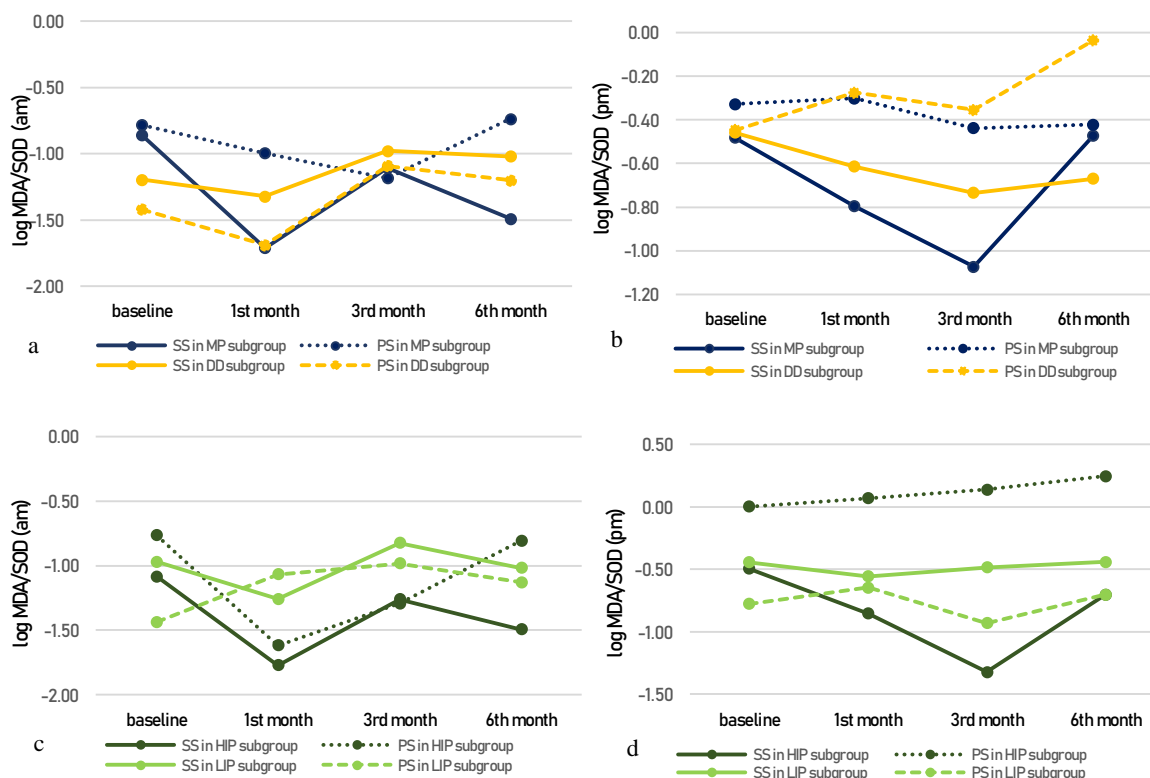 0.00
-0.50
-1.00
-1.50
-2.00
log MDA/SOD (am)
baseline 1st month 3rd month 6th month
a
SS in MP subgroup PS in MP subgroup
SS in DD subgroup PS in DD subgroup
0.00
-0.20
-0.40
-0.60
-0.80
-1.00
-1.20
log MDA/SOD (pm)
baseline 1st month 3rd month 6th month
b
SS in MP subgroup PS in MP subgroup
SS in DD subgroup PS in DD subgroup
0.00
-0.50
-1.00
-1.50
-2.00
log MDA/SOD (am)
baseline 1st month 3rd month 6th month
c
SS in HIP subgroup PS in HIP subgroup
SS in LIP subgroup PS in LIP subgroup
0.50
0.00
-0.50
-1.00
-1.50
log MDA/SOD (pm)
baseline 1st month 3rd month 6th month
d
SS in HIP subgroup PS in HIP subgroup
SS in LIP subgroup PS in LIP subgroup